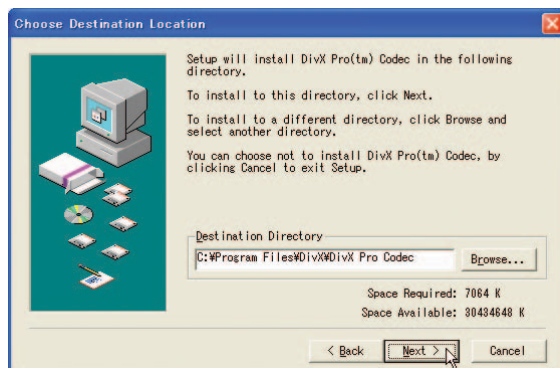 Choose Destination Location
Setup will install DivX Pro(tm) Codec in the following
directory.
To install to this directory, click Next.
To install to a different directory, click Browse and
select another directory.
You can choose not to install DivX Pro(tm) Codec, by
clicking Cancel to exit Setup.
Destination Directory
C:¥Program Files¥DivX¥DivX Pro Codec
Browse...
Space Required: 7064 K
Space Available: 30434648 K
< Back
Next >
Cancel